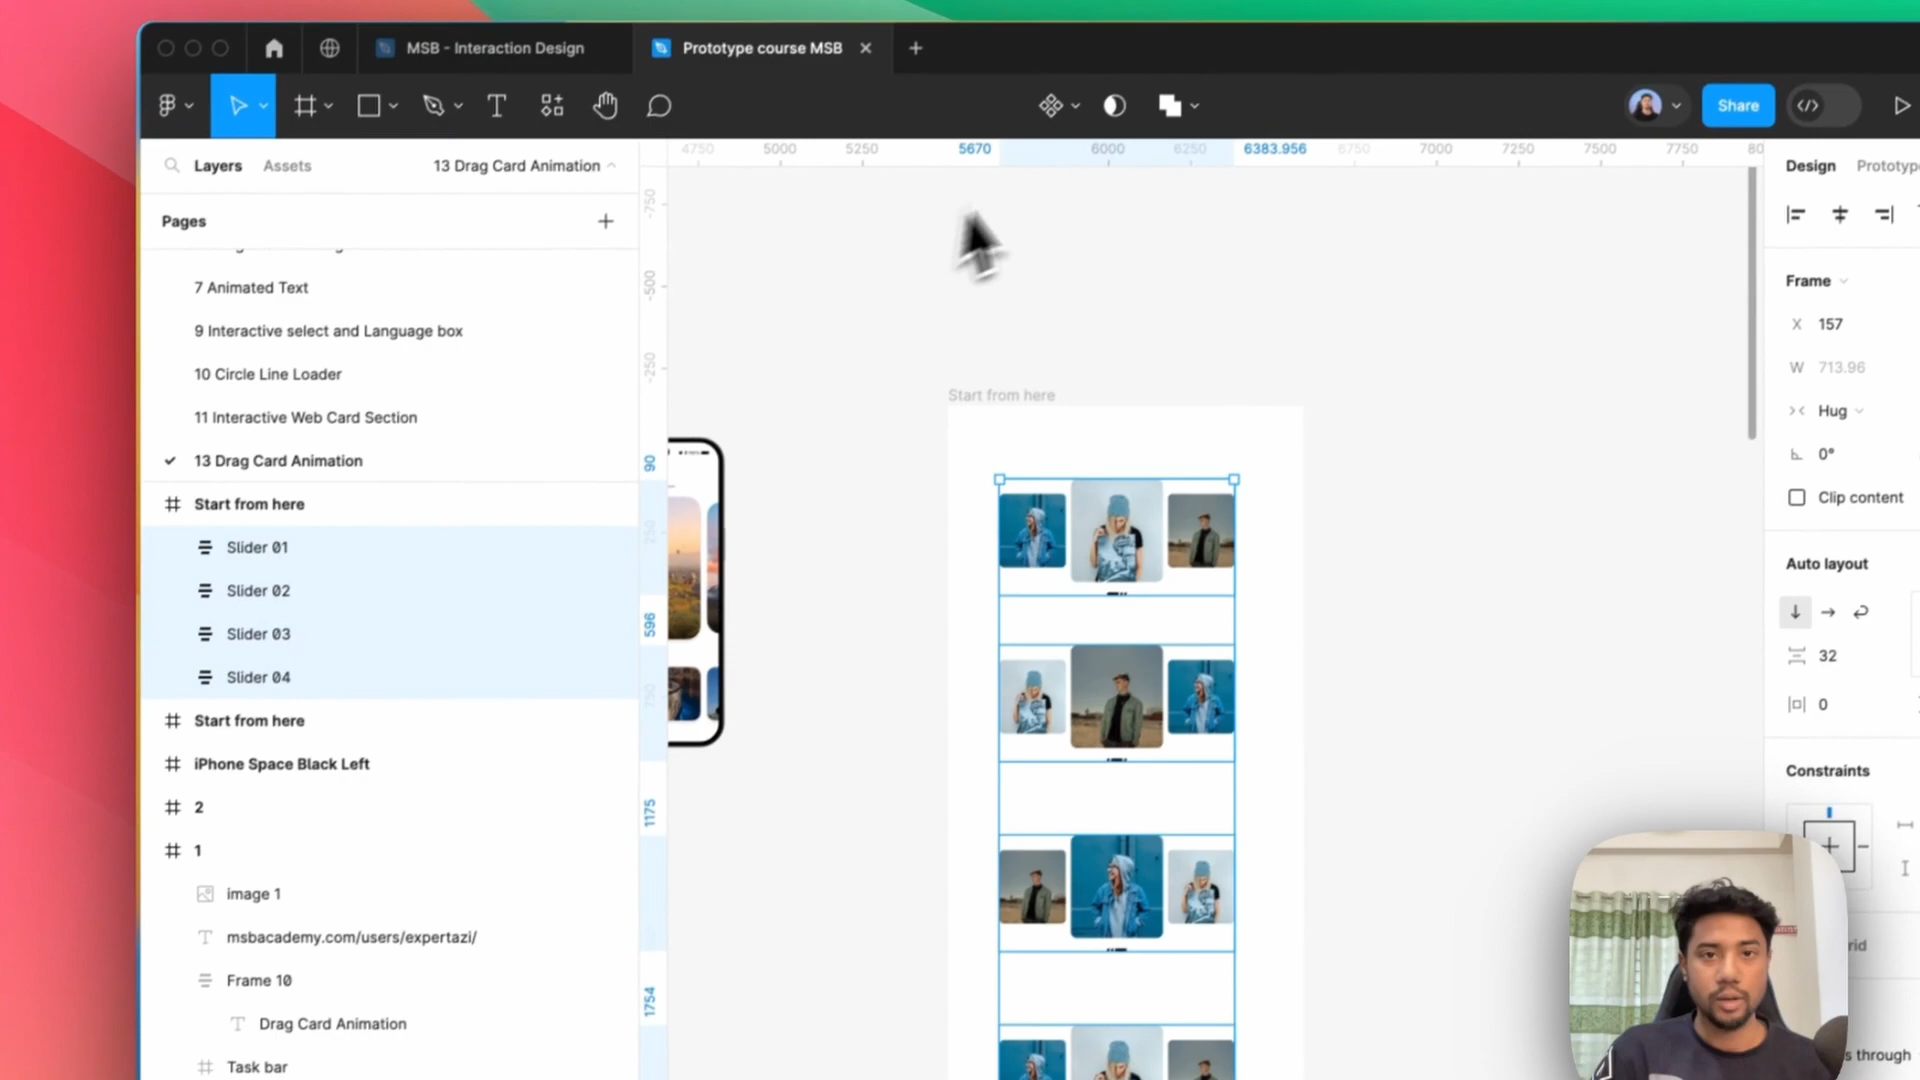 MSB - Interaction Design
Prototype course MSB
Share
Layers
Assets
13 Drag Card Animation
4750
5000
5250
5670
6000
6250
6383.956
6750
7000
7250
7500
7750
80
Design
Prototyp
Pages
7 Animated Text
9 Interactive select and Language box
10 Circle Line Loader
11 Interactive Web Card Section
13 Drag Card Animation
Start from here
Slider 01
Slider 02
Slider 03
Slider 04
Start from here
iPhone Space Black Left
2
1
image 1
msbacademy.com/users/expertazi/
Frame 10
Drag Card Animation
Task bar
-750
-500
-250
90
250
596
750
1175
1754
Start from here
Frame
X 157
W 713.96
Hug
0°
Clip content
Auto layout
32
0
Constraints
rid
s through